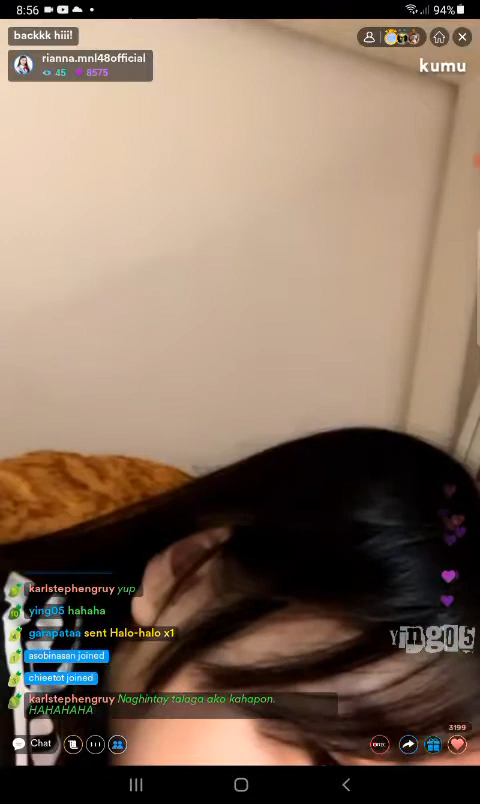 8:56
94%
backkk hiii!
rianna.mnl48official
45
8575
kumu
karlstephengruy yup
ying05 hahaha
garapataa sent Halo-halo x1
asobinasan joined
chieetot joined
karlstephengruy Naghintay talaga ako kahapon.
HAHAHAHA
Ying05
3199
Chat